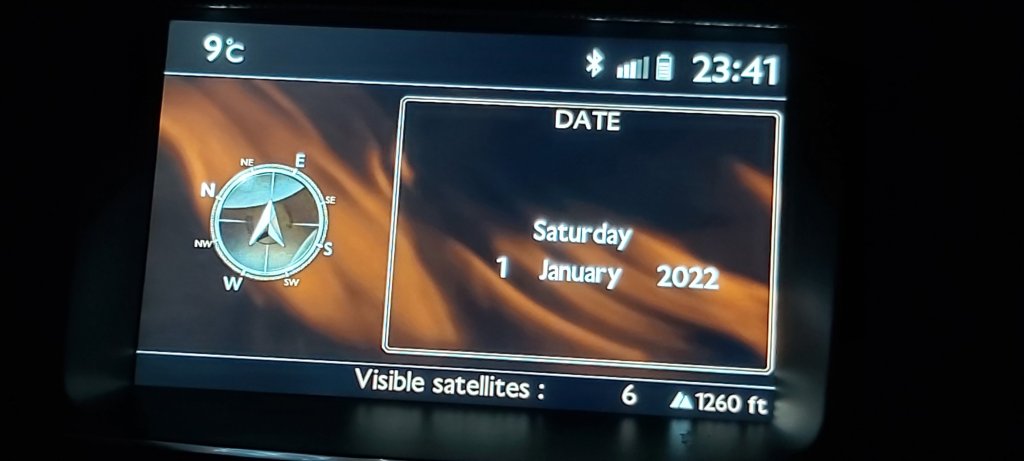 9°C 23:41
DATE
NE E
N SE
NW S
W SW
Saturday
1 January 2022
Visible satellites : 6 1260 ft